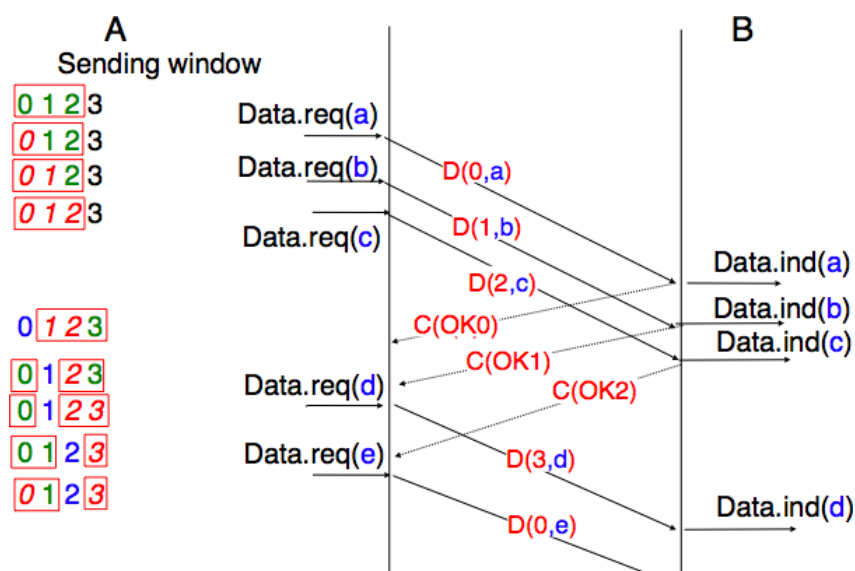 A
B
Sending window
0 1 2 3
Data.req(a)
0 1 2 3
Data.req(b)
D(0,a)
0 1 2 3
0 1 2 3
D(1,b)
Data.req(c)
Data.ind(a)
D(2,c)
Data.ind(b)
0 1 2 3
C(OK0)
Data.ind(c)
C(OK1)
0 1 2 3
Data.req(d)
C(OK2)
0 1 2 3
0 1 2 3
Data.req(e)
D(3,d)
0 1 2 3
Data.ind(d)
D(0,e)